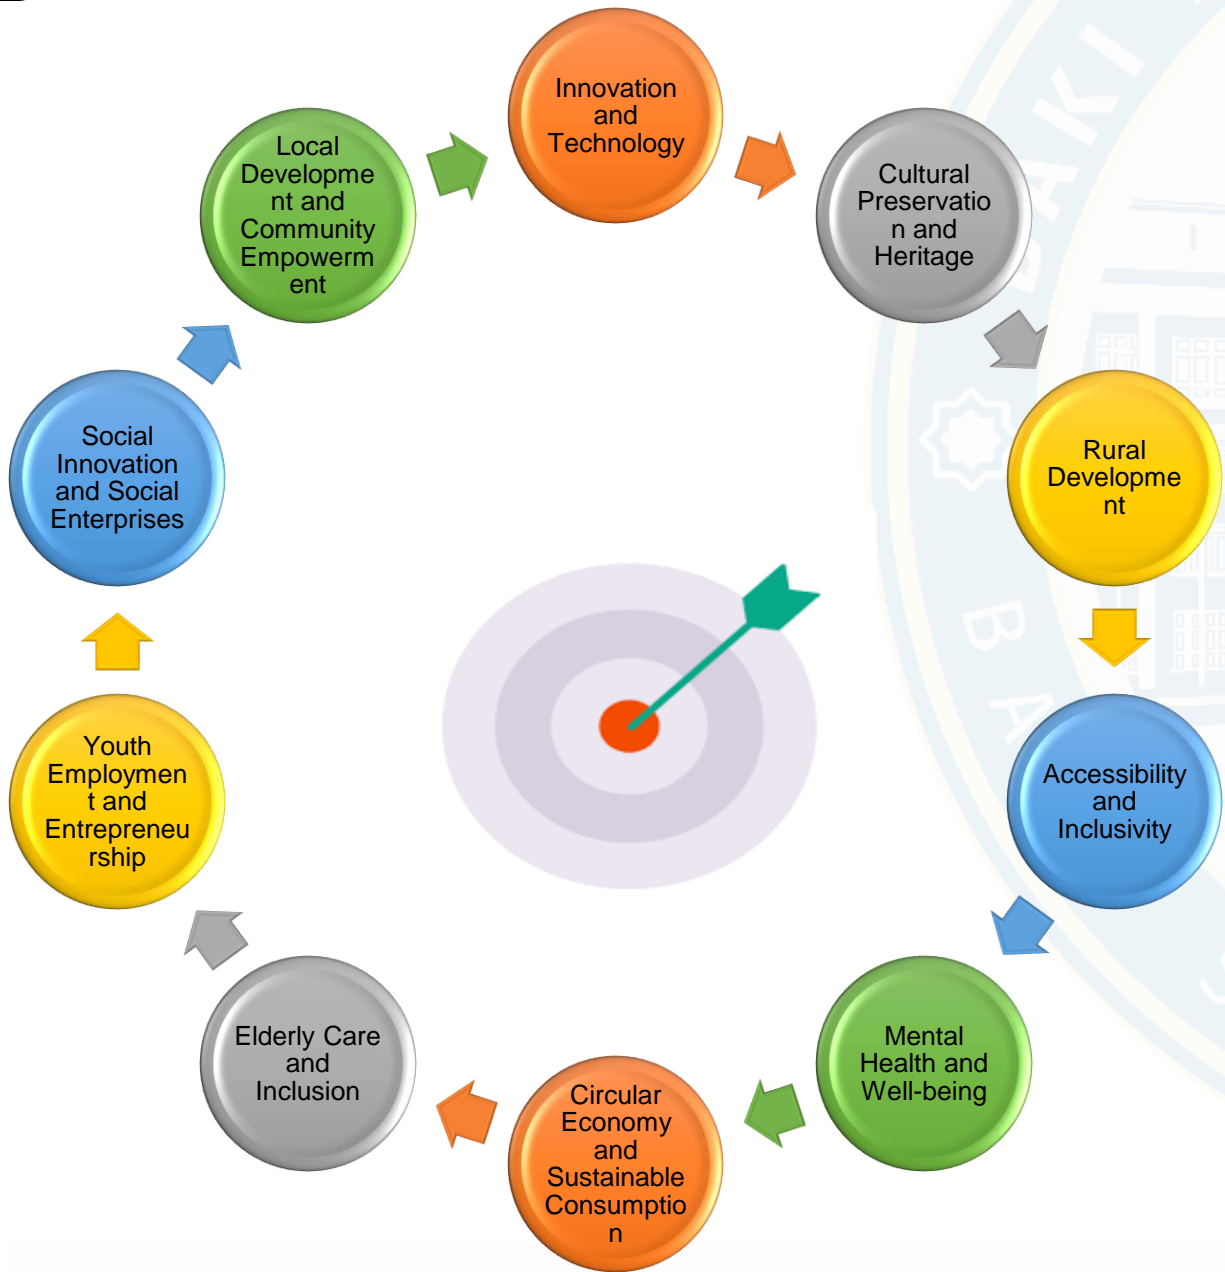 Innovation
and
Technology
Cultural
Preservatio
n and
Heritage
Rural
Developme
nt
Accessibility
and
Inclusivity
Mental
Health and
Well-being
Circular
Economy
and
Sustainable
Consumptio
n
Elderly Care
and
Inclusion
Youth
Employmen
t and
Entrepreneu
rship
Social
Innovation
and Social
Enterprises
Local
Developme
nt and
Community
Empowerm
ent
BAKI
B A